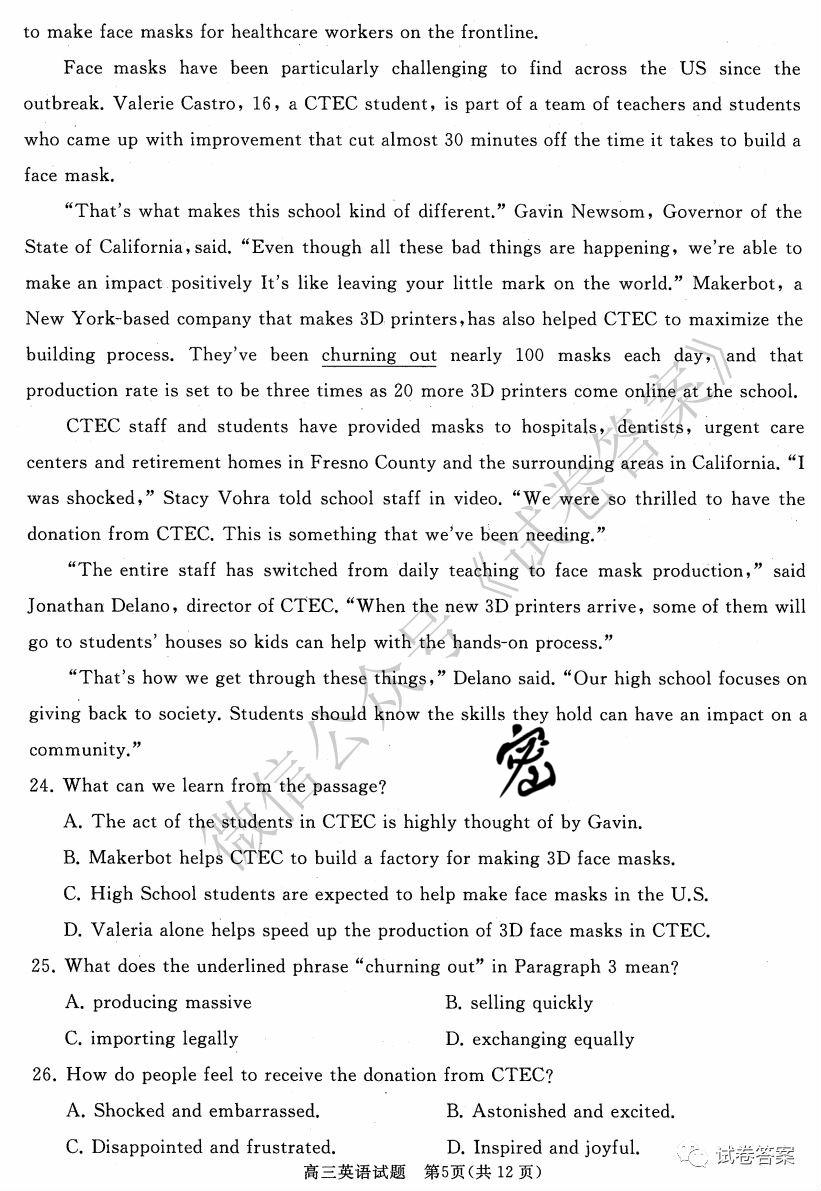 to make face masks for healthcare workers on the frontline.
Face masks have been particularly challenging to find across the US since the
outbreak. Valerie Castro, 16, a CTEC student, is part of a team of teachers and students
who came up with improvement that cut almost 30 minutes off the time it takes to build a
face mask.
“That's what makes this school kind of different.” Gavin Newsom, Governor of the
State of California, said. “Even though all these bad things are happening, we're able to
make an impact positively It's like leaving your little mark on the world.” Makerbot, a
New York-based company that makes 3D printers, has also helped CTEC to maximize the
building process. They've been churning out nearly 100 masks each day, and that
production rate is set to be three times as 20 more 3D printers come online at the school.
CTEC staff and students have provided masks to hospitals, dentists, urgent care
centers and retirement homes in Fresno County and the surrounding areas in California. “I
was shocked,” Stacy Vohra told school staff in video. “We were so thrilled to have the
donation from CTEC. This is something that we've been needing.”
“The entire staff has switched from daily teaching to face mask production,” said
Jonathan Delano, director of CTEC. “When the new 3D printers arrive, some of them will
go to students' houses so kids can help with the hands-on process.”
“That's how we get through these things,” Delano said. “Our high school focuses on
giving back to society. Students should know the skills they hold can have an impact on a
community.”
密
24. What can we learn from the passage?
A. The act of the students in CTEC is highly thought of by Gavin.
B. Makerbot helps CTEC to build a factory for making 3D face masks.
C. High School students are expected to help make face masks in the U.S.
D. Valeria alone helps speed up the production of 3D face masks in CTEC.
25. What does the underlined phrase “churning out” in Paragraph 3 mean?
A. producing massive B. selling quickly
C. importing legally D. exchanging equally
26. How do people feel to receive the donation from CTEC?
A. Shocked and embarrassed. B. Astonished and excited.
C. Disappointed and frustrated. D. Inspired and joyful.
高三英语试题 第5页(共12页)
试卷答案
微信公众号《试卷答案》